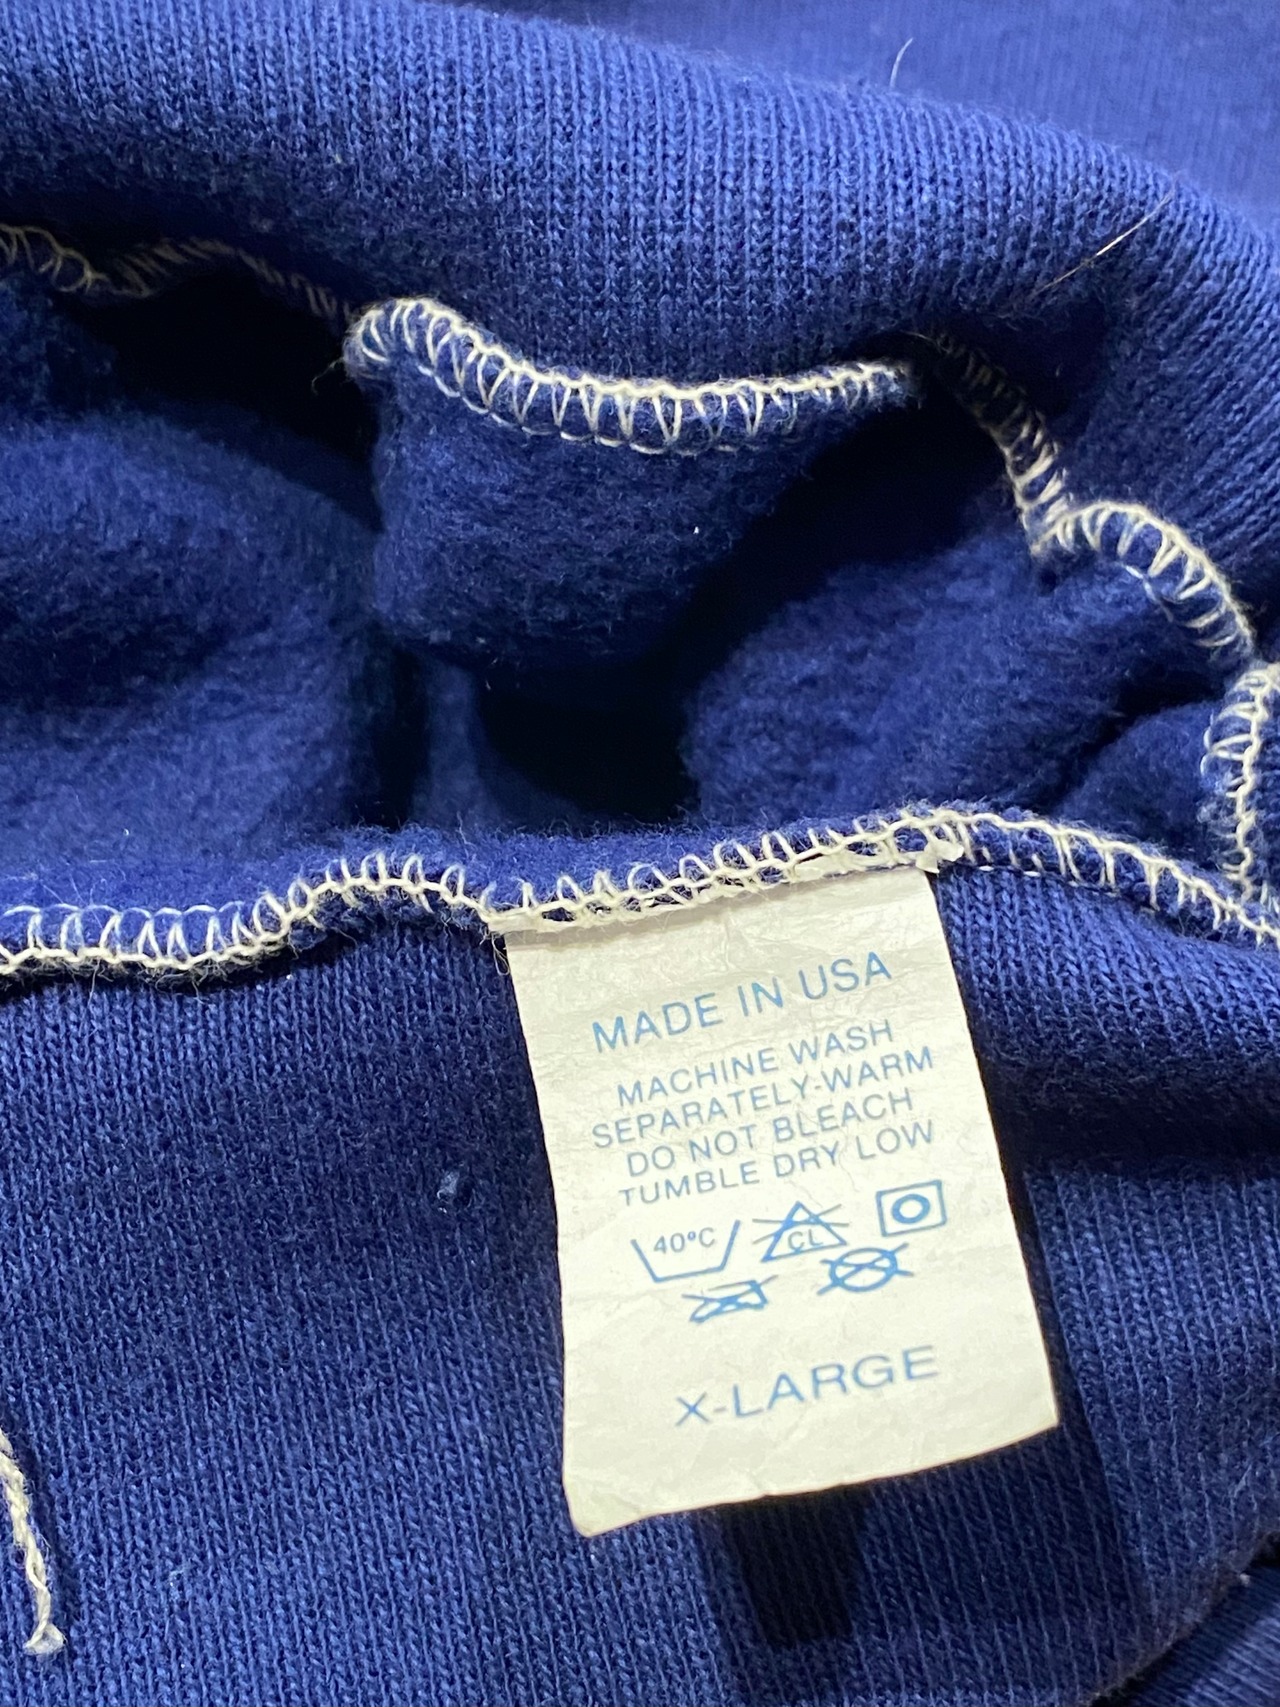 MADE IN USA
MACHINE WASH
SEPARATELY-WARM
DO NOT BLEACH
TUMBLE DRY LOW
40°C CL
X-LARGE